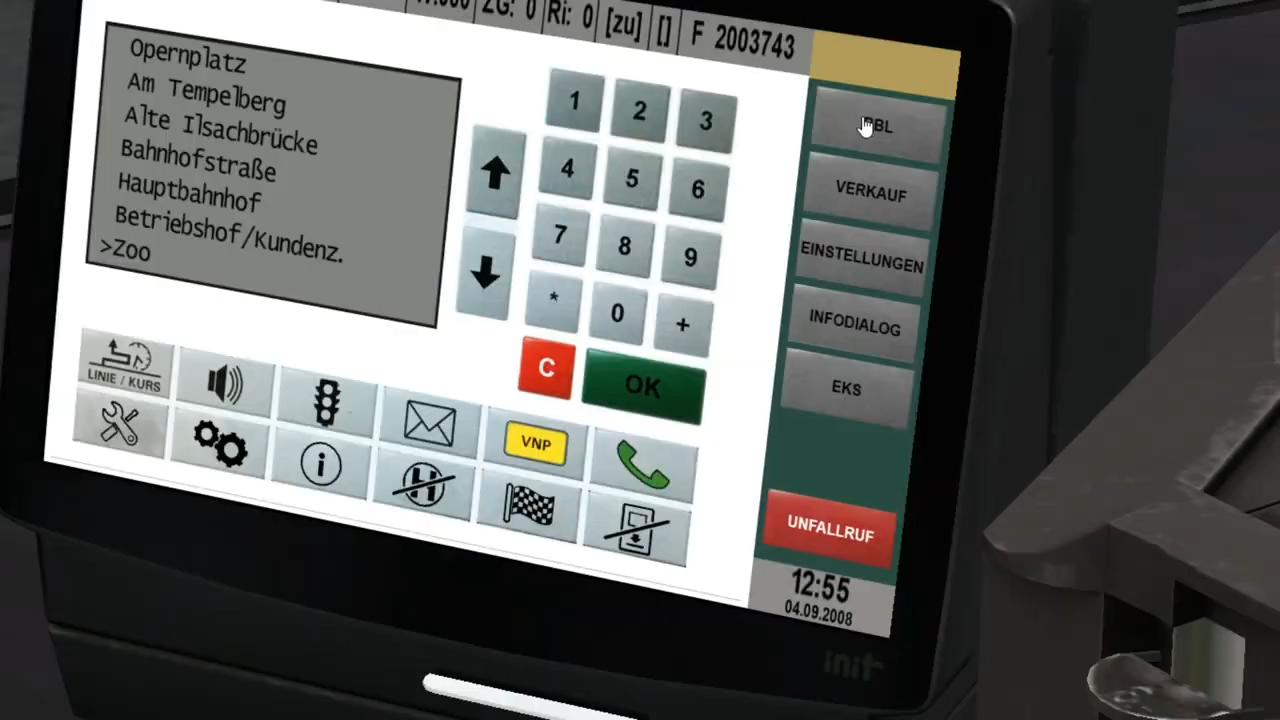 ZG: 0 Ri: 0 [zu] [] F 2003743
Opernplatz
Am Tempelberg
Alte Ilsachbrücke
Bahnhofstraße
Hauptbahnhof
Betriebshof/Kundenz.
>Zoo
1 2 3
4 5 6
7 8 9
* 0 +
C OK
LINIE / KURS
VNP
VERKAUF
EINSTELLUNGEN
INFODIALOG
EKS
UNFALLRUF
12:55
04.09.2008
init